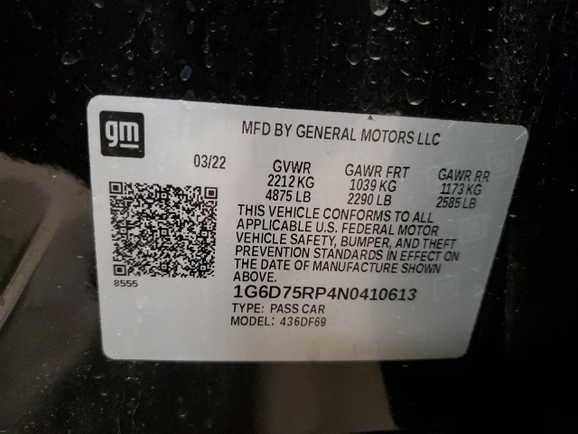 gm
MFD BY GENERAL MOTORS LLC
03/22 GVWR GAWR FRT GAWR RR
2212 KG 1039 KG 1173 KG
4875 LB 2290 LB 2585 LB
THIS VEHICLE CONFORMS TO ALL
APPLICABLE U.S. FEDERAL MOTOR
VEHICLE SAFETY, BUMPER, AND THEFT
PREVENTION STANDARDS IN EFFECT ON
THE DATE OF MANUFACTURE SHOWN
ABOVE.
8555
1G6D75RP4N0410613
TYPE: PASS CAR
MODEL: 436DF69